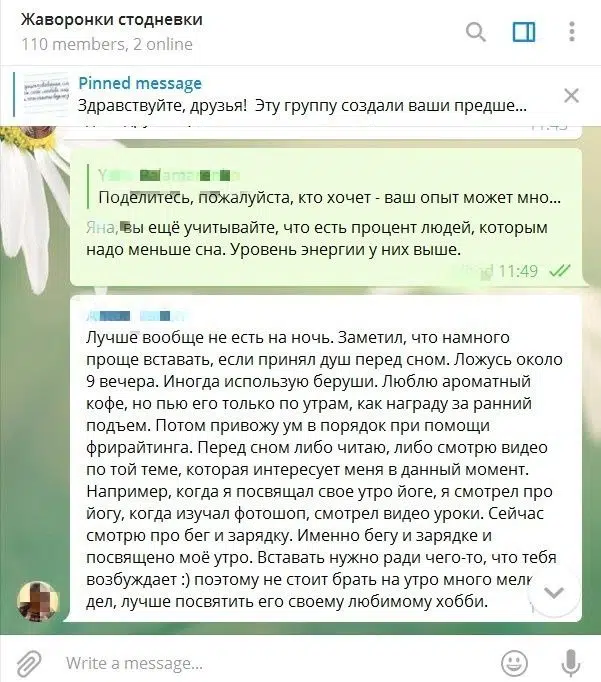 Жаворонки стодневки
110 members, 2 online
Pinned message
Здравствуйте, друзья! Эту группу создали ваши предше...
11:45
Поделитесь, пожалуйста, кто хочет - ваш опыт может мно...
Яна, вы ещё учитывайте, что есть процент людей, которым
надо меньше сна. Уровень энергии у них выше.
11:49
Лучше вообще не есть на ночь. Заметил, что намного
проще вставать, если принял душ перед сном. Ложусь около
9 вечера. Иногда использую беруши. Люблю ароматный
кофе, но пью его только по утрам, как награду за ранний
подъем. Потом привожу ум в порядок при помощи
фрирайтинга. Перед сном либо читаю, либо смотрю видео
по той теме, которая интересует меня в данный момент.
Например, когда я посвящал свое утро йоге, я смотрел про
йогу, когда изучал фотошоп, смотрел видео уроки. Сейчас
смотрю про бег и зарядку. Именно бегу и зарядке и
посвящено моё утро. Вставать нужно ради чего-то, что тебя
возбуждает :) поэтому не стоит брать на утро много
дел, лучше посвятить его своему любимому хобби.
Write a message...